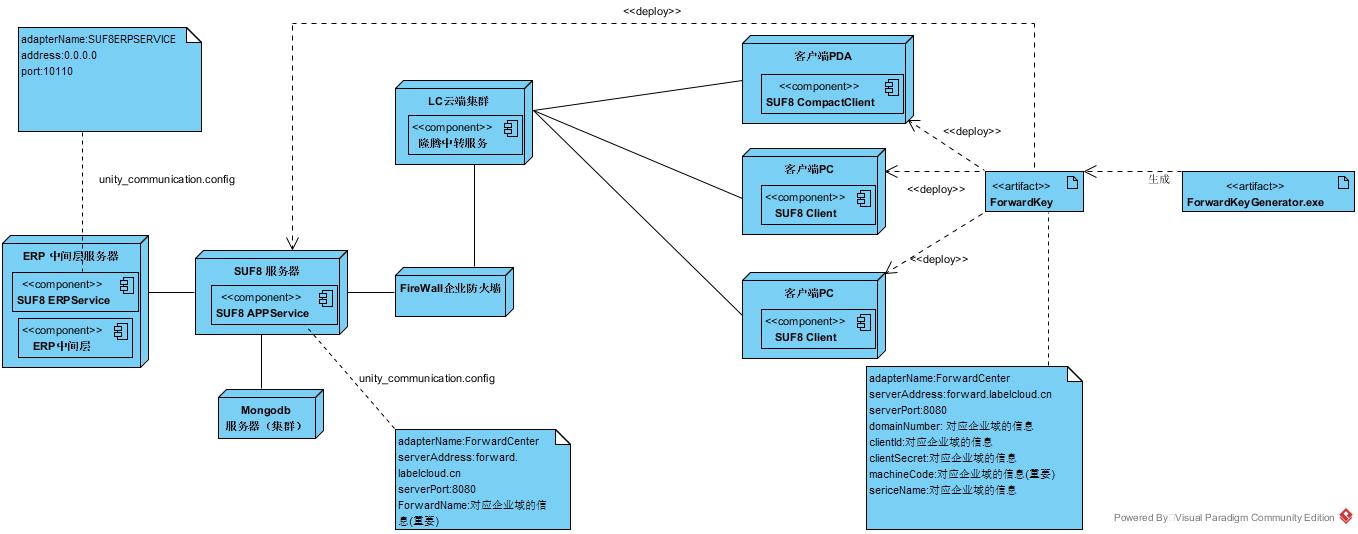 <<deploy>>
adapterName:SUF8ERPSERVICE
address:0.0.0.0
port:10110
unity_communication.config
ERP 中间层服务器
<<component>>
SUF8 ERPService
<<component>>
ERP中间层
SUF8 服务器
<<component>>
SUF8 APPService
Mongodb
服务器（集群）
unity_communication.config
adapterName:ForwardCenter
serverAddress:forward.
labelcloud.cn
serverPort:8080
ForwardName:对应企业域的信
息(重要)
FireWall企业防火墙
LC云端集群
<<component>>
隆腾中转服务
客户端PDA
<<component>>
SUF8 CompactClient
客户端PC
<<component>>
SUF8 Client
客户端PC
<<component>>
SUF8 Client
<<deploy>>
<<deploy>>
<<deploy>>
<<artifact>>
ForwardKey
生成
<<artifact>>
ForwardKeyGenerator.exe
adapterName:ForwardCenter
serverAddress:forward.labelcloud.cn
serverPort:8080
domainNumber: 对应企业域的信息
clientId:对应企业域的信息
clientSecret:对应企业域的信息
machineCode:对应企业域的信息(重要)
sericeName:对应企业域的信息
Powered By Visual Paradigm Community Edition